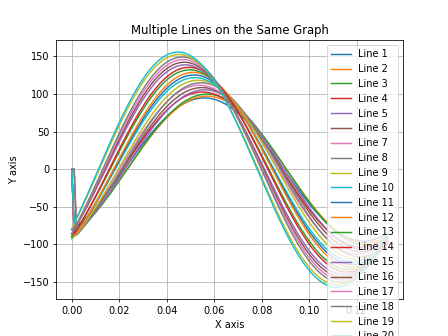 Multiple Lines on the Same Graph
Y axis
150
100
50
0
−50
−100
−150
0.00
0.02
0.04
0.06
0.08
0.10
X axis
Line 1
Line 2
Line 3
Line 4
Line 5
Line 6
Line 7
Line 8
Line 9
Line 10
Line 11
Line 12
Line 13
Line 14
Line 15
Line 16
Line 17
Line 18
Line 19
Line 20